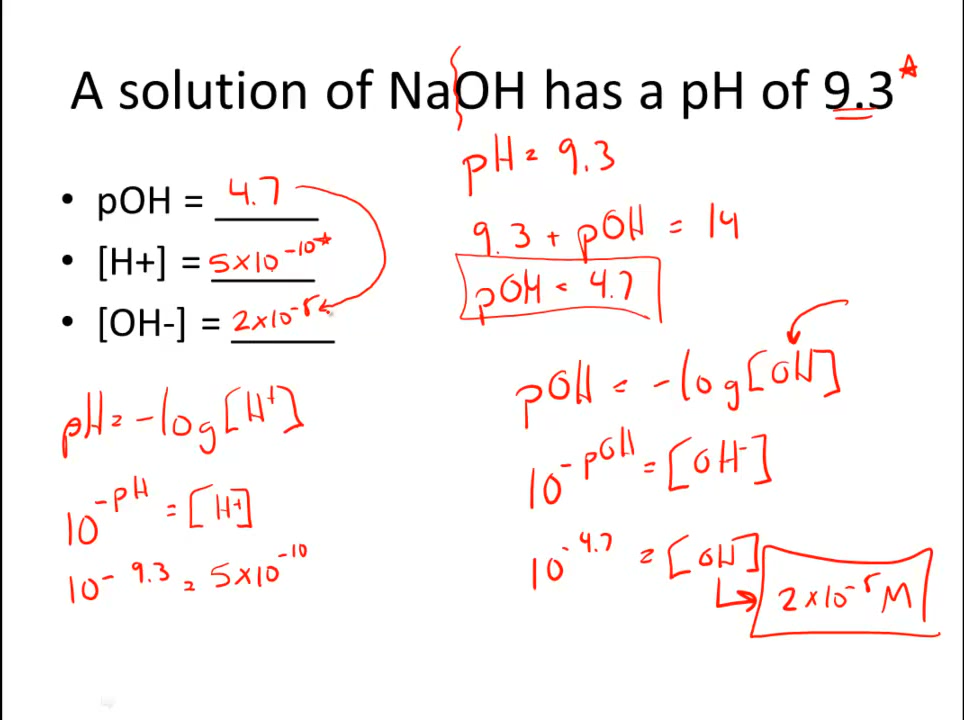 A solution of NaOH has a pH of 9.3
• pOH = 4.7
• [H+] = 5x10^-10
• [OH-] = 2x10^-5
pH = -log[H+]
10^-pH = [H+]
10^-9.3 = 5x10^-10
pH = 9.3
9.3 + pOH = 14
pOH = 4.7
pOH = -log[OH]
10^-pOH = [OH-]
10^-4.7 = [OH]
2x10^-5 M